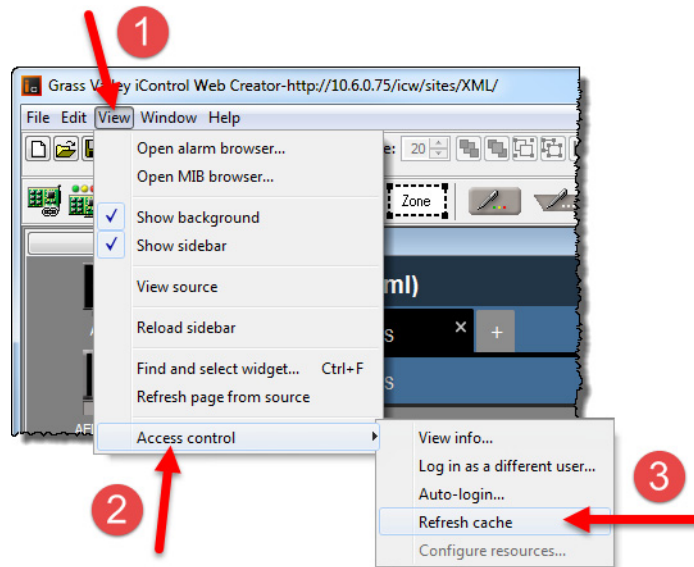 1
Grass Valley iControl Web Creator-http://10.6.0.75/icw/sites/XML/
File Edit View Window Help
Open alarm browser...
e: 20
Open MIB browser...
Zone
Show background
Show sidebar
View source
ml)
Reload sidebar
s × +
Find and select widget... Ctrl+F
s
Refresh page from source
Access control
View info...
Log in as a different user...
3
Auto-login...
2
Refresh cache
Configure resources...